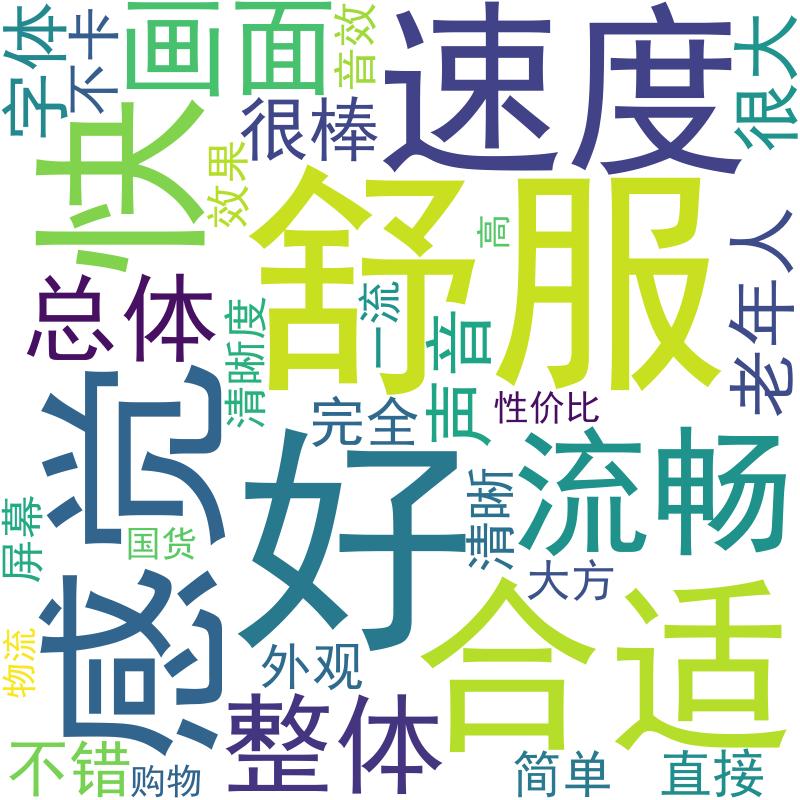 字体
不卡
画面
音效
速度
很大
快
很棒
效果
舒服
高
老年人
总体
清晰度
一流
声音
性价比
感觉
完全
好
清晰
流畅
屏幕
国货
大方
合适
物流
外观
整体
不错
购物
简单
直接